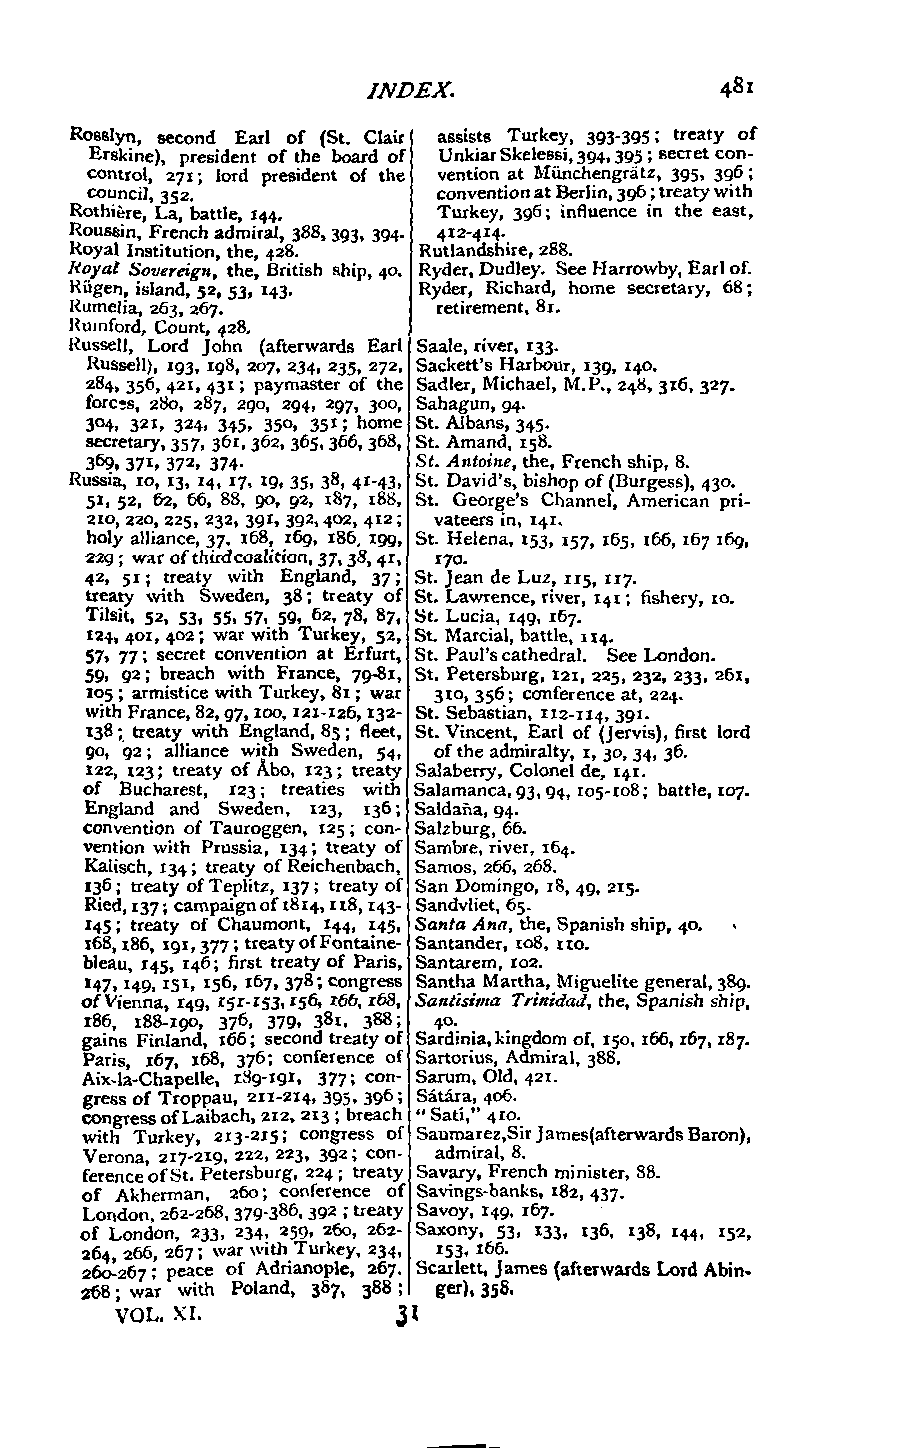 INDEX. 481
Rosslyn, second Earl of (St. Clair
Erskine), president of the board of
control, 271; lord president of the
council, 352.
Rothière, La, battle, 144.
Roussin, French admiral, 388, 393, 394.
Royal Institution, the, 428.
Royal Sovereign, the, British ship, 40.
Rügen, island, 52, 53, 143.
Rumelia, 263, 267.
Rumford, Count, 428.
Russell, Lord John (afterwards Earl
Russell), 193, 198, 207, 234, 235, 272,
284, 356, 421, 431; paymaster of the
forces, 280, 287, 290, 294, 297, 300,
304, 321, 324, 345, 350, 351; home
secretary, 357, 361, 362, 365, 366, 368,
369, 371, 372, 374.
Russia, 10, 13, 14, 17, 19, 35, 38, 41-43,
51, 52, 62, 66, 88, 90, 92, 187, 188,
210, 220, 225, 232, 391, 392, 402, 412;
holy alliance, 37, 168, 169, 186, 199,
229; war of third coalition, 37, 38, 41,
42, 51; treaty with England, 37;
treaty with Sweden, 38; treaty of
Tilsit, 52, 53, 55, 57, 59, 62, 78, 87,
124, 401, 402; war with Turkey, 52,
57, 77; secret convention at Erfurt,
59, 92; breach with France, 79-81,
105; armistice with Turkey, 81; war
with France, 82, 97, 100, 121-126, 132-
138; treaty with England, 85; fleet,
90, 92; alliance with Sweden, 54,
122, 123; treaty of Åbo, 123; treaty
of Bucharest, 123; treaties with
England and Sweden, 123, 136;
convention of Tauroggen, 125; con-
vention with Prussia, 134; treaty of
Kalisch, 134; treaty of Reichenbach,
136; treaty of Teplitz, 137; treaty of
Ried, 137; campaign of 1814, 118, 143-
145; treaty of Chaumont, 144, 145,
168, 186, 191, 377; treaty of Fontaine-
bleau, 145, 146; first treaty of Paris,
147, 149, 151, 156, 167, 378; congress
of Vienna, 149, 151-153, 156, 166, 168,
186, 188-190, 376, 379, 381, 388;
gains Finland, 166; second treaty of
Paris, 167, 168, 376; conference of
Aix-la-Chapelle, 189-191, 377; con-
gress of Troppau, 211-214, 395, 396;
congress of Laibach, 212, 213; breach
with Turkey, 213-215; congress of
Verona, 217-219, 222, 223, 392; con-
ference of St. Petersburg, 224; treaty
of Akherman, 260; conference of
London, 262-268, 379-386, 392; treaty
of London, 233, 234, 259, 260, 262-
264, 266, 267; war with Turkey, 234,
260-267; peace of Adrianople, 267,
268; war with Poland, 387, 388;
assists Turkey, 393-395; treaty of
Unkiar Skelessi, 394, 395; secret con-
vention at Münchengrätz, 395, 396;
convention at Berlin, 396; treaty with
Turkey, 396; influence in the east,
412-414.
Rutlandshire, 288.
Ryder, Dudley. See Harrowby, Earl of.
Ryder, Richard, home secretary, 68;
retirement, 81.
Saale, river, 133.
Sackett's Harbour, 139, 140.
Sadler, Michael, M.P., 248, 316, 327.
Sahagun, 94.
St. Albans, 345.
St. Amand, 158.
St. Antoine, the, French ship, 8.
St. David's, bishop of (Burgess), 430.
St. George's Channel, American pri-
vateers in, 141.
St. Helena, 153, 157, 165, 166, 167 169,
170.
St. Jean de Luz, 115, 117.
St. Lawrence, river, 141; fishery, 10.
St. Lucia, 149, 167.
St. Marcial, battle, 114.
St. Paul's cathedral. See London.
St. Petersburg, 121, 225, 232, 233, 261,
310, 356; conference at, 224.
St. Sebastian, 112-114, 391.
St. Vincent, Earl of (Jervis), first lord
of the admiralty, 1, 30, 34, 36.
Salaberry, Colonel de, 141.
Salamanca, 93, 94, 105-108; battle, 107.
Saldaña, 94.
Salzburg, 66.
Sambre, river, 164.
Samos, 266, 268.
San Domingo, 18, 49, 215.
Sandvliet, 65.
Santa Ana, the, Spanish ship, 40.
Santander, 108, 110.
Santarem, 102.
Santha Martha, Miguelite general, 389.
Santisima Trinidad, the, Spanish ship,
40.
Sardinia, kingdom of, 150, 166, 167, 187.
Sartorius, Admiral, 388.
Sarum, Old, 421.
Sátára, 406.
"Sati," 410.
Saumarez, Sir James (afterwards Baron),
admiral, 8.
Savary, French minister, 88.
Savings-banks, 182, 437.
Savoy, 149, 167.
Saxony, 53, 133, 136, 138, 144, 152,
153, 166.
Scarlett, James (afterwards Lord Abin-
ger), 358.
VOL. XI. 31